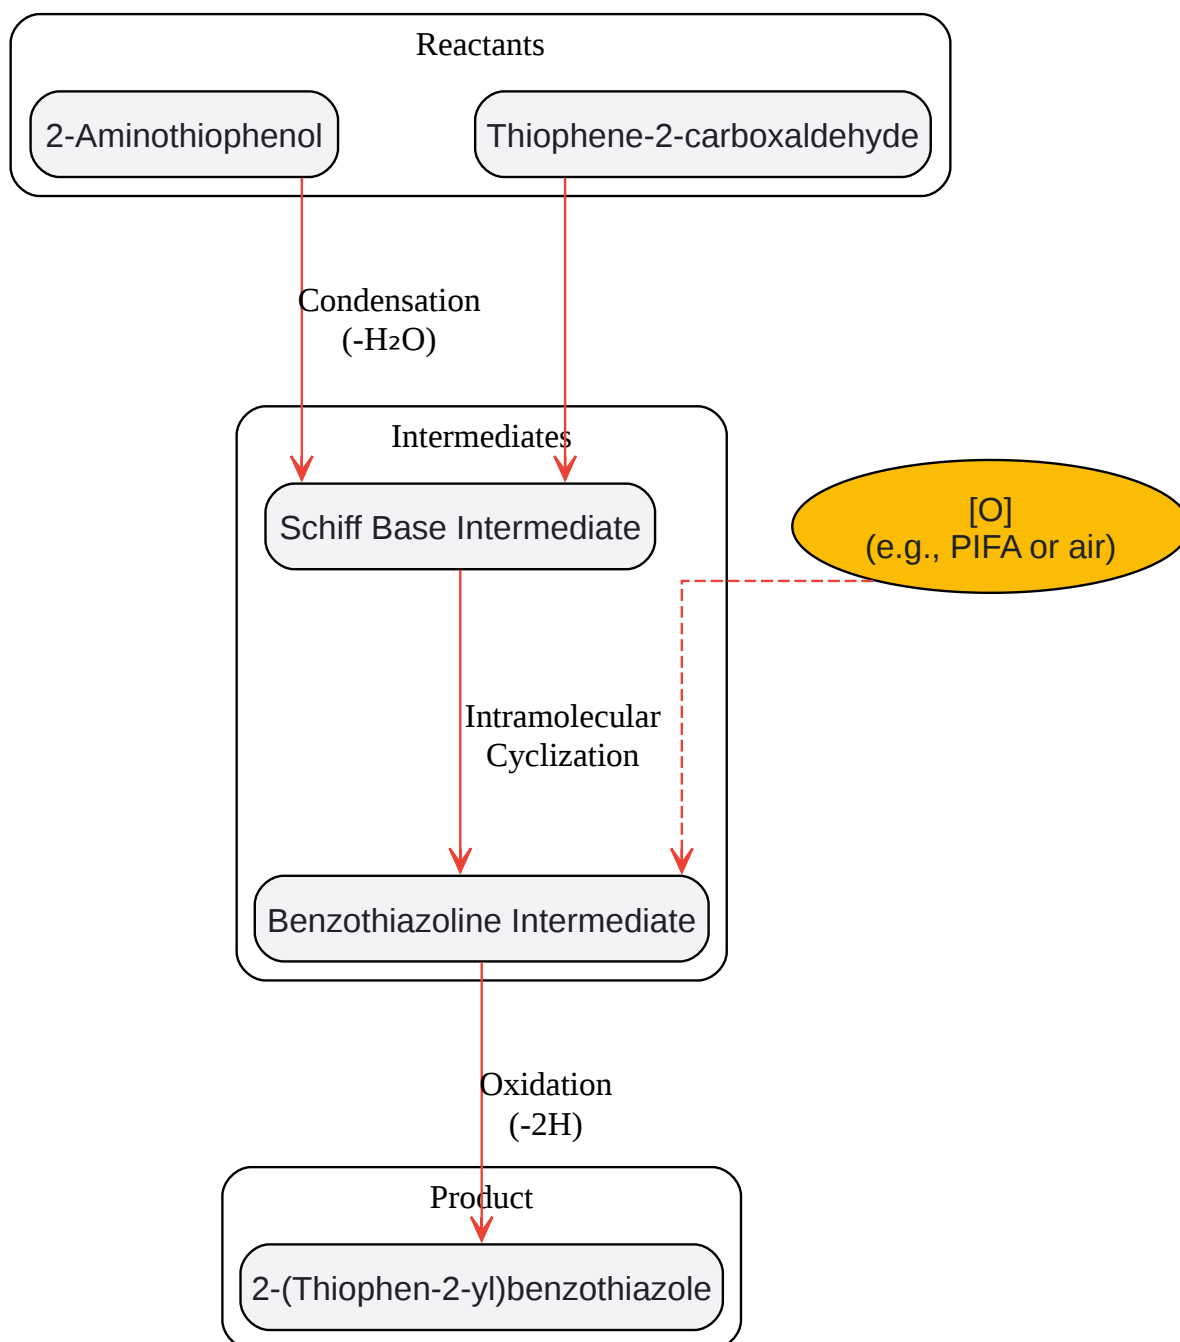 Reactants
2-Aminothiophenol
Thiophene-2-carboxaldehyde
Condensation
(-H₂O)
Intermediates
Schiff Base Intermediate
[O]
(e.g., PIFA or air)
Intramolecular
Cyclization
Benzothiazoline Intermediate
Oxidation
(-2H)
Product
2-(Thiophen-2-yl)benzothiazole